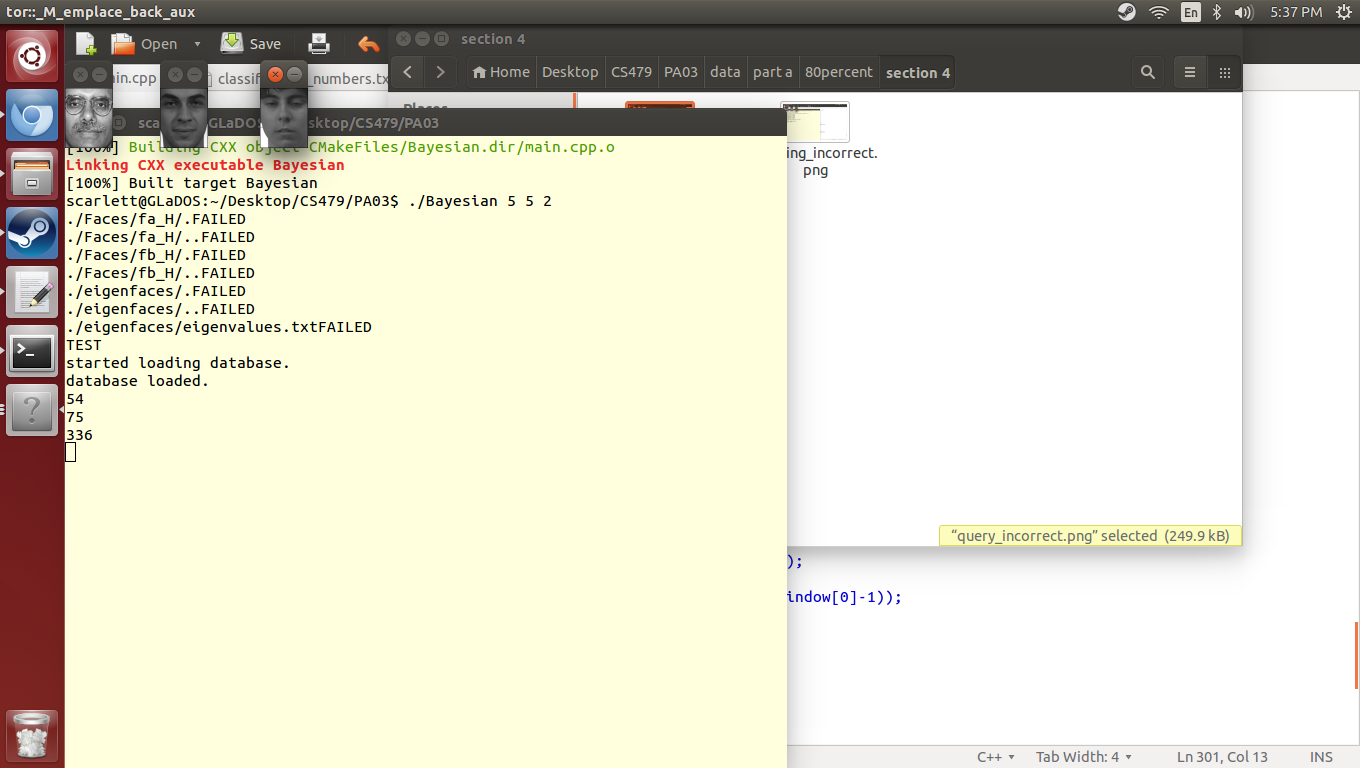 tor::_M_emplace_back_aux
En
5:37 PM
Open
Save
section 4
in.cpp
classif
_numbers.tx
Home
Desktop
CS479
PA03
data
part a
80percent
section 4
Places
sca
GLaDOS:
sktop/CS479/PA03
[100%] Building CXX object CMakeFiles/Bayesian.dir/main.cpp.o
Linking CXX executable Bayesian
[100%] Built target Bayesian
scarlett@GLaDOS:~/Desktop/CS479/PA03$ ./Bayesian 5 5 2
./Faces/fa_H/.FAILED
./Faces/fa_H/..FAILED
./Faces/fb_H/.FAILED
./Faces/fb_H/..FAILED
./eigenfaces/.FAILED
./eigenfaces/..FAILED
./eigenfaces/eigenvalues.txtFAILED
TEST
started loading database.
database loaded.
54
75
336
ing_incorrect.
png
“query_incorrect.png” selected (249.9 kB)
);
indow[0]-1));
C++
Tab Width: 4
Ln 301, Col 13
INS